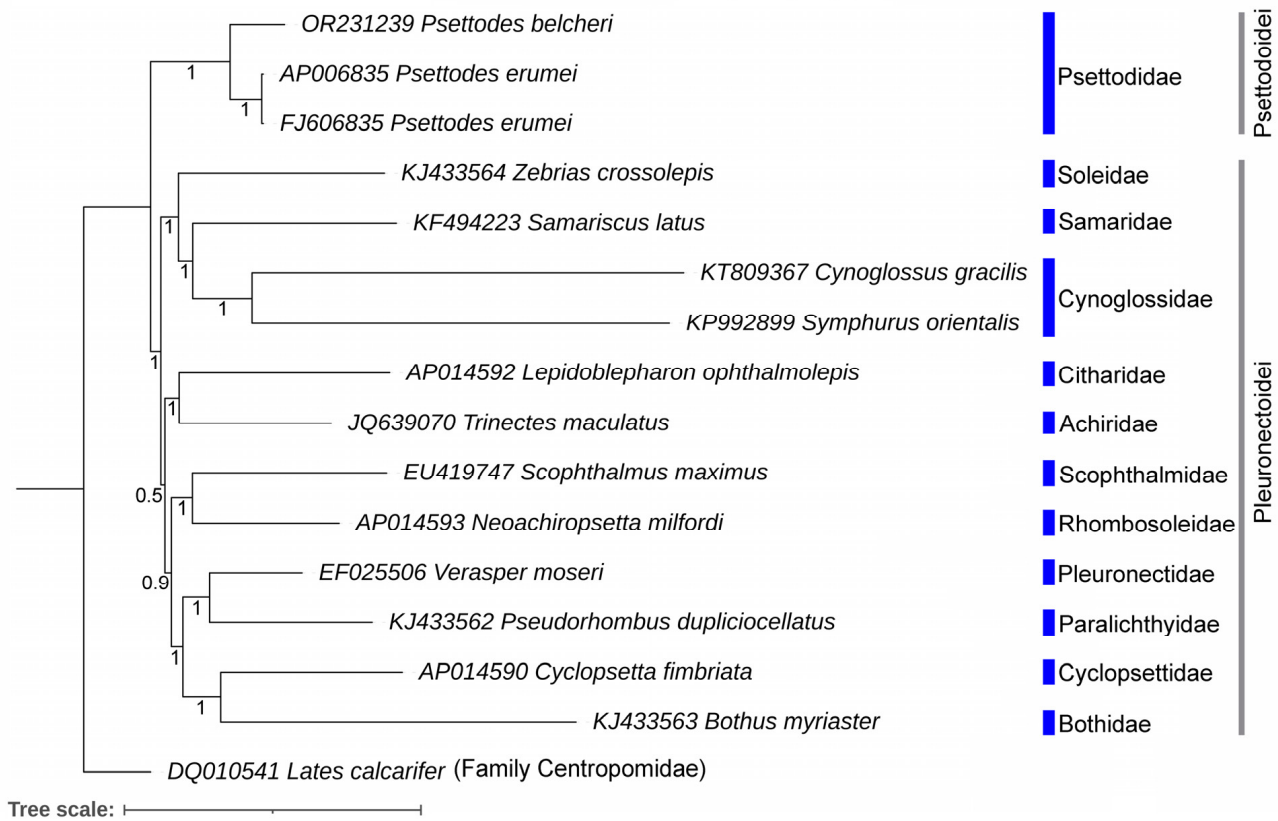 OR231239 Psettodes belcheri
AP006835 Psettodes erumei
FJ606835 Psettodes erumei
Psettodidae
Psettodoidei
1
1
KJ433564 Zebrias crossolepis
Soleidae
KF494223 Samariscus latus
Samaridae
1
1
KT809367 Cynoglossus gracilis
KP992899 Symphurus orientalis
Cynoglossidae
1
1
AP014592 Lepidoblepharon ophthalmolepis
Citharidae
JQ639070 Trinectes maculatus
Achiridae
1
Pleuronectoidei
EU419747 Scophthalmus maximus
Scophthalmidae
0.5
1
AP014593 Neoachiropsetta milfordi
Rhombosoleidae
EF025506 Verasper moseri
Pleuronectidae
0.9
1
KJ433562 Pseudorhombus dupliciocellatus
Paralichthyidae
1
AP014590 Cyclopsetta fimbriata
Cyclopsettidae
1
KJ433563 Bothus myriaster
Bothidae
DQ010541 Lates calcarifer (Family Centropomidae)
Tree scale: